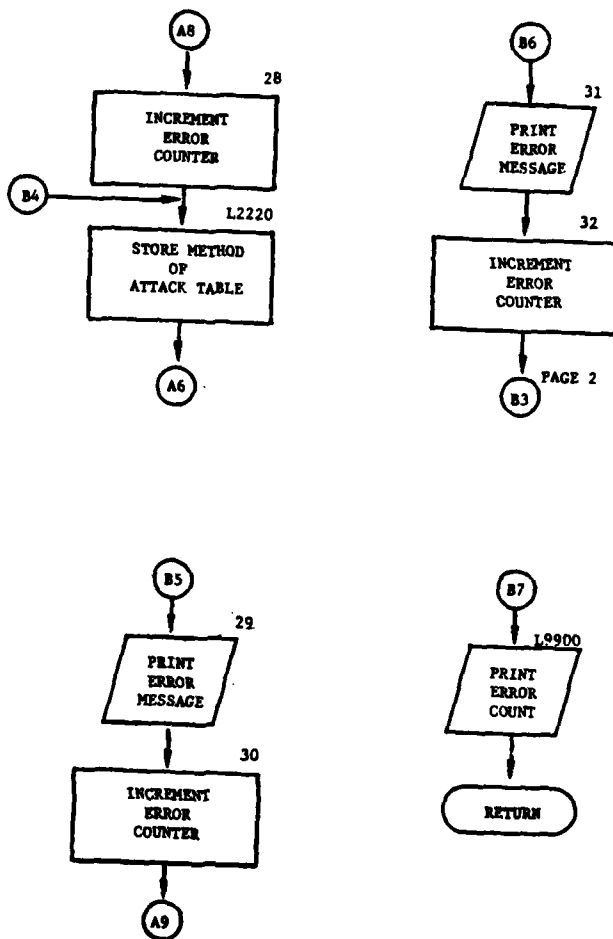 A8
28
INCREMENT
ERROR
COUNTER
B4
L2220
STORE METHOD
OF
ATTACK TABLE
A6
B6
31
PRINT
ERROR
MESSAGE
32
INCREMENT
ERROR
COUNTER
PAGE 2
B3
B5
29
PRINT
ERROR
MESSAGE
30
INCREMENT
ERROR
COUNTER
A9
B7
L9900
PRINT
ERROR
COUNT
RETURN